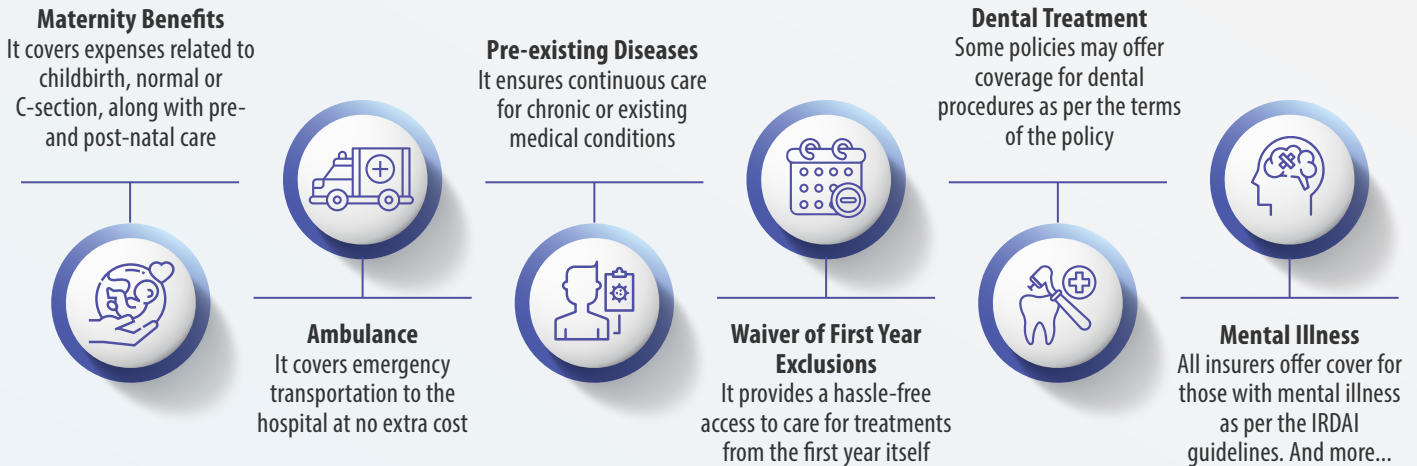 Maternity Benefits
It covers expenses related to
childbirth, normal or
C-section, along with pre-
and post-natal care
Ambulance
It covers emergency
transportation to the
hospital at no extra cost
Pre-existing Diseases
It ensures continuous care
for chronic or existing
medical conditions
Waiver of First Year
Exclusions
It provides a hassle-free
access to care for treatments
from the first year itself
Dental Treatment
Some policies may offer
coverage for dental
procedures as per the terms
of the policy
Mental Illness
All insurers offer cover for
those with mental illness
as per the IRDAI
guidelines. And more...